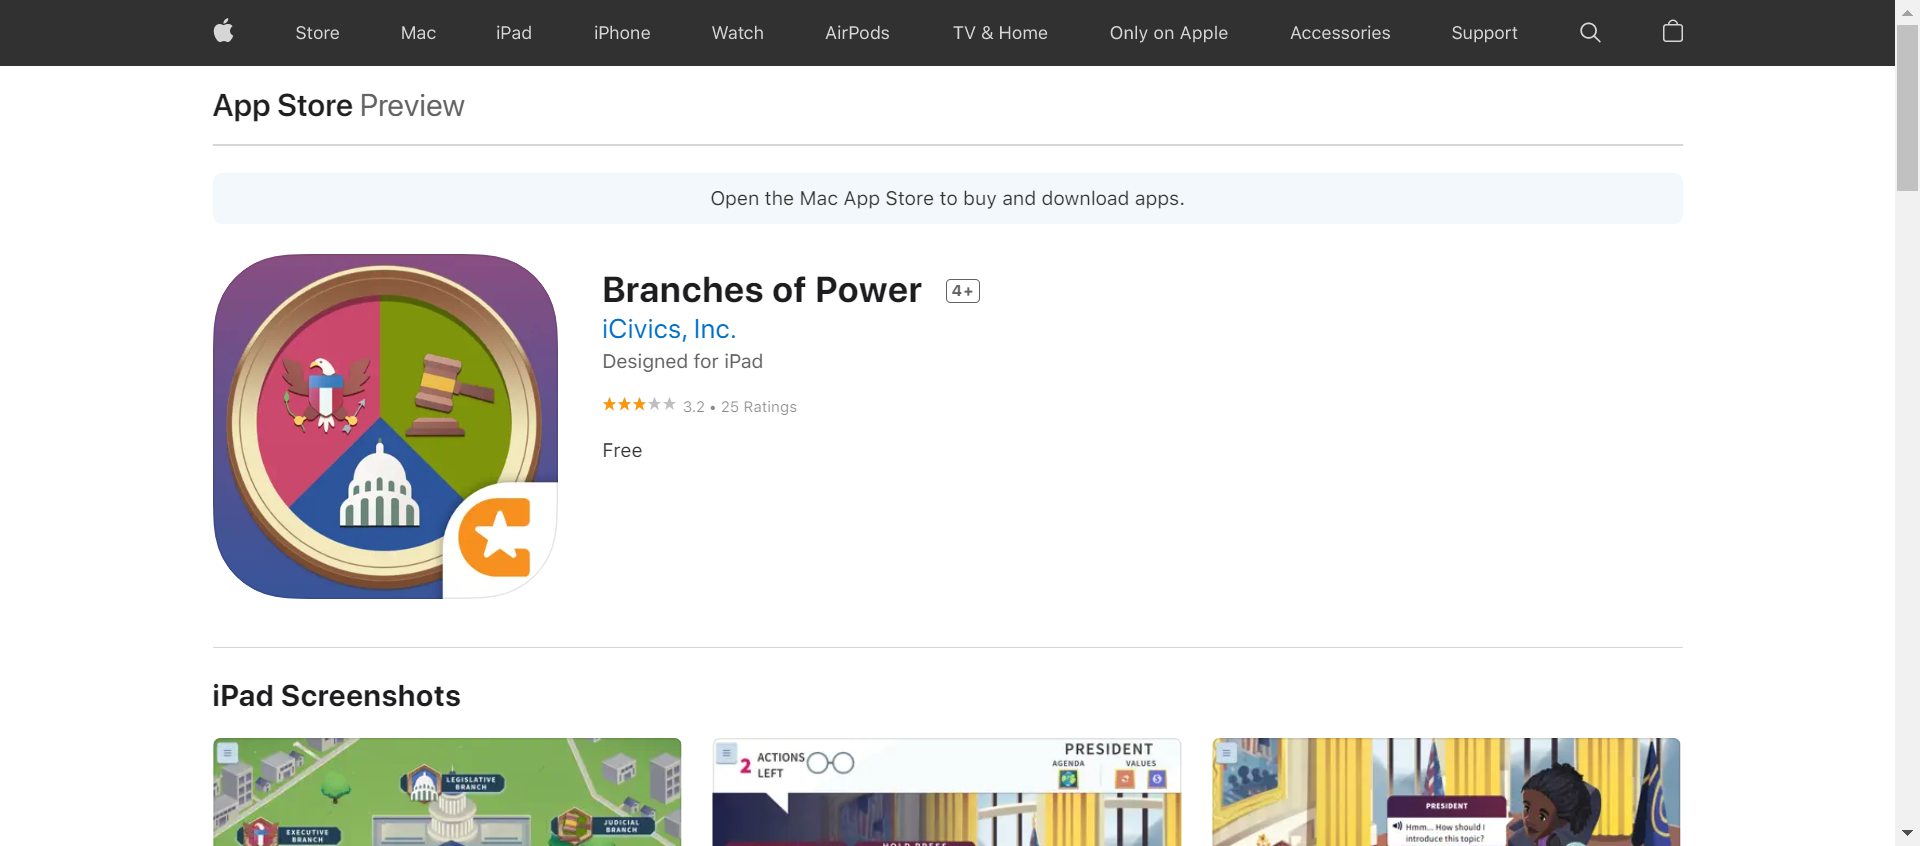 Store Mac iPad iPhone Watch AirPods TV & Home Only on Apple Accessories Support
App Store Preview
Open the Mac App Store to buy and download apps.
Branches of Power 4+
iCivics, Inc.
Designed for iPad
3.2 • 25 Ratings
Free
iPad Screenshots
LEGISLATIVE
BRANCH
EXECUTIVE
BRANCH
JUDICIAL
BRANCH
2 ACTIONS
LEFT
PRESIDENT
AGENDA VALUES
HOLD PRESS
PRESIDENT
Hmm... How should I
introduce this topic?